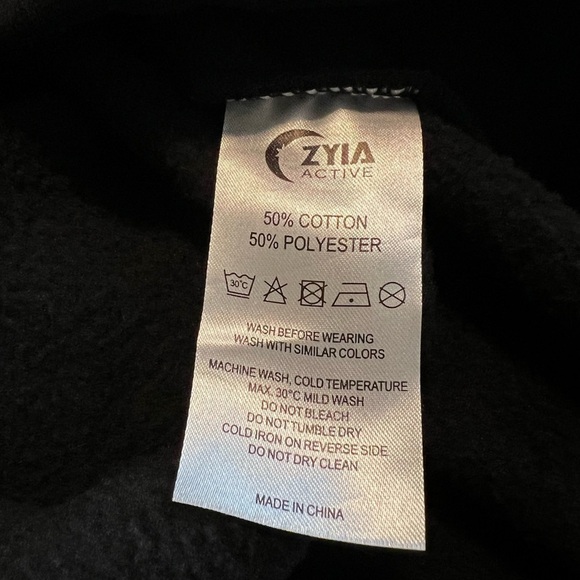 ZYIA
ACTIVE
50% COTTON
50% POLYESTER
30°C
WASH BEFORE WEARING
WASH WITH SIMILAR COLORS
MACHINE WASH, COLD TEMPERATURE
MAX. 30°C MILD WASH
DO NOT BLEACH
DO NOT TUMBLE DRY
COLD IRON ON REVERSE SIDE
DO NOT DRY CLEAN
MADE IN CHINA